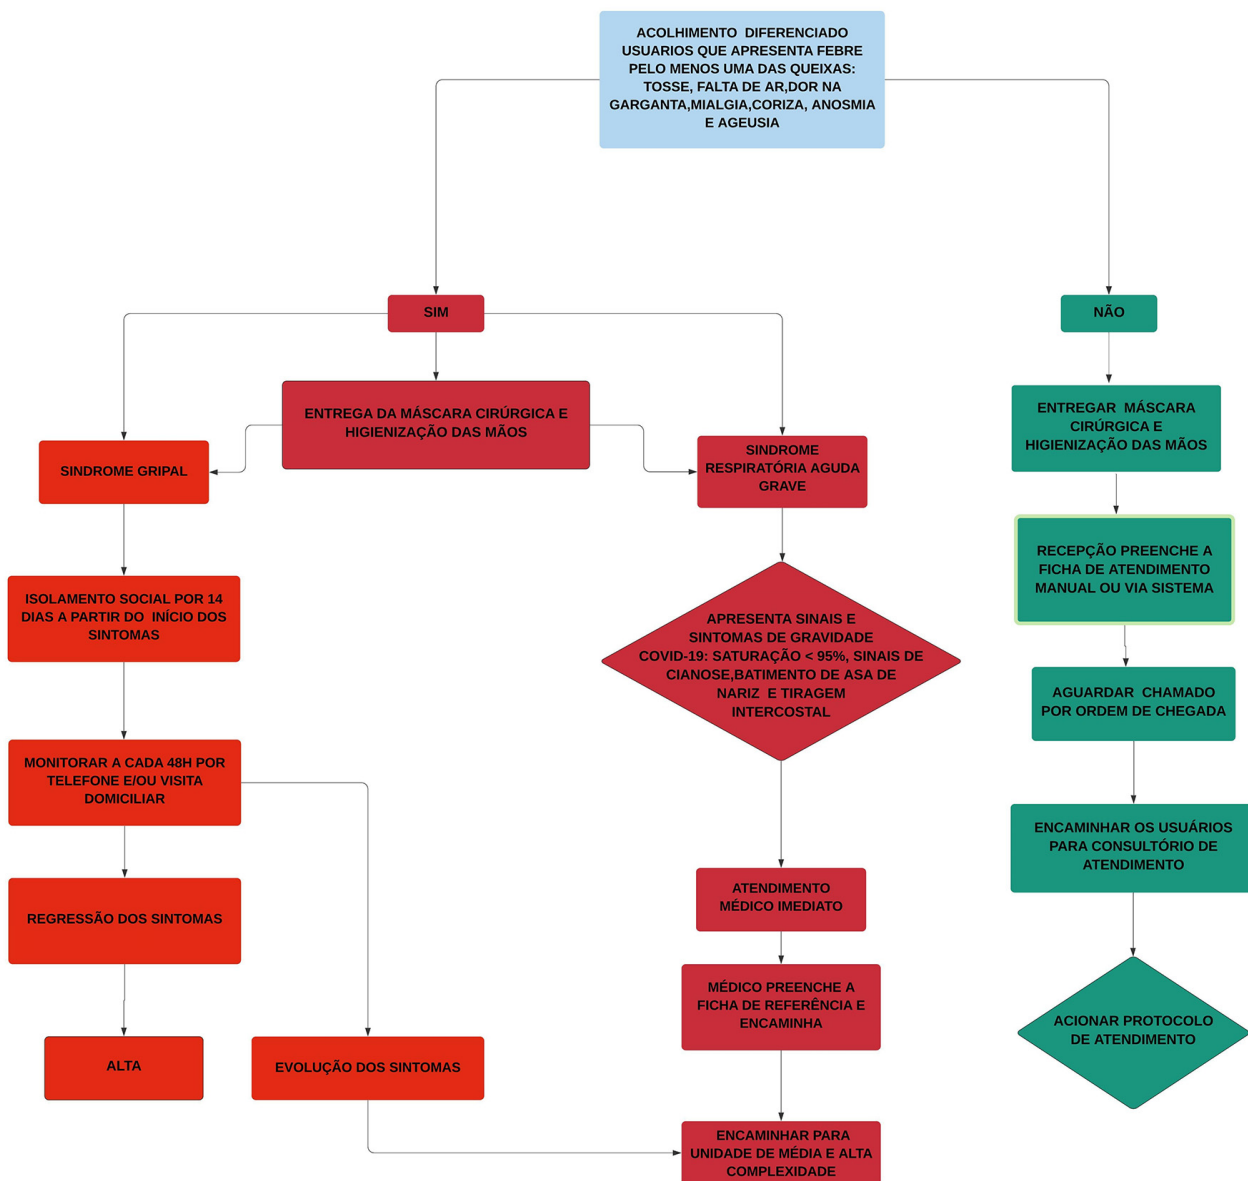 ACOLHIMENTO DIFERENCIADO
USUARIOS QUE APRESENTA FEBRE
PELO MENOS UMA DAS QUEIXAS:
TOSSE, FALTA DE AR,DOR NA
GARGANTA,MIALGIA,CORIZA, ANOSMIA
E AGEUSIA
SIM
NÃO
ENTREGA DA MÁSCARA CIRÚRGICA E
HIGIENIZAÇÃO DAS MÃOS
ENTREGAR MÁSCARA
CIRÚRGICA E
HIGIENIZAÇÃO DAS MÃOS
SINDROME GRIPAL
SINDROME
RESPIRATÓRIA AGUDA
GRAVE
RECEPÇÃO PREENCHE A
FICHA DE ATENDIMENTO
MANUAL OU VIA SISTEMA
ISOLAMENTO SOCIAL POR 14
DIAS A PARTIR DO INÍCIO DOS
SINTOMAS
APRESENTA SINAIS E
SINTOMAS DE GRAVIDADE
COVID-19: SATURAÇÃO < 95%, SINAIS DE
CIANOSE,BATIMENTO DE ASA DE
NARIZ E TIRAGEM
INTERCOSTAL
AGUARDAR CHAMADO
POR ORDEM DE CHEGADA
MONITORAR A CADA 48H POR
TELEFONE E/OU VISITA
DOMICILIAR
ENCAMINHAR OS USUÁRIOS
PARA CONSULTÓRIO DE
ATENDIMENTO
REGRESSÃO DOS SINTOMAS
ATENDIMENTO
MÉDICO IMEDIATO
MÉDICO PREENCHE A
FICHA DE REFERÊNCIA E
ENCAMINHA
ACIONAR PROTOCOLO
DE ATENDIMENTO
ALTA
EVOLUÇÃO DOS SINTOMAS
ENCAMINHAR PARA
UNIDADE DE MÉDIA E ALTA
COMPLEXIDADE